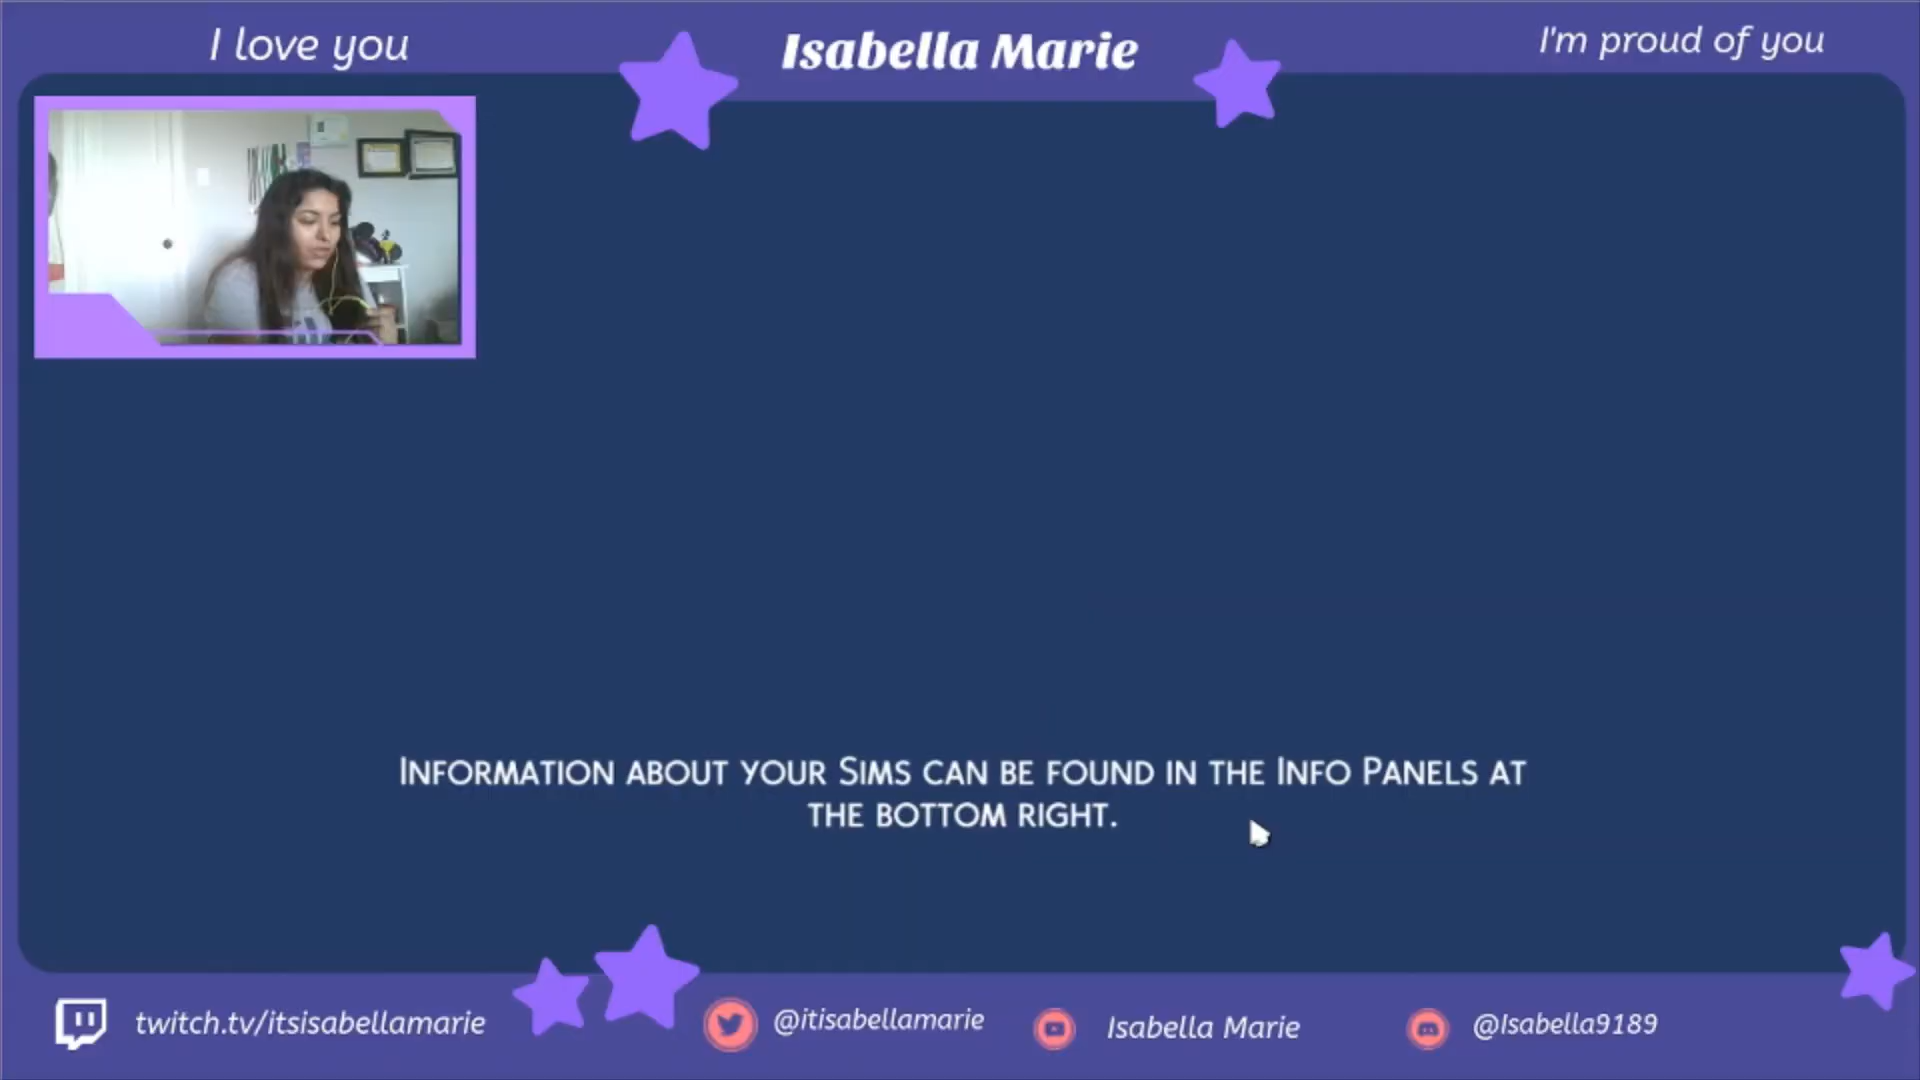 I love you
Isabella Marie
I'm proud of you
Information about your Sims can be found in the Info Panels at
the bottom right.
twitch.tv/itsisabellamarie
@itisabellamarie
Isabella Marie
@Isabella9189